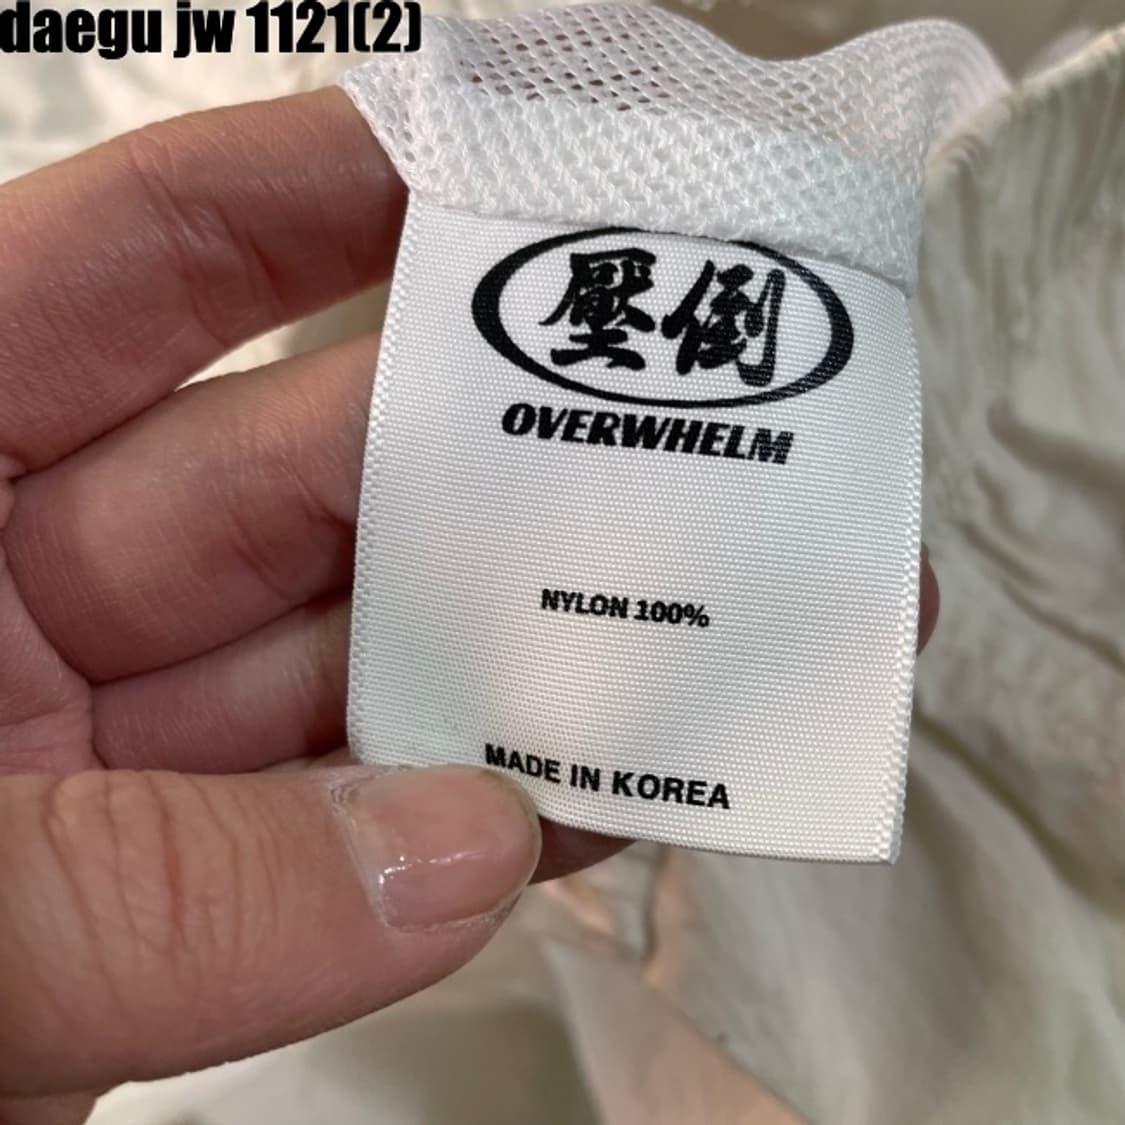 daegu jw 1121(2)
壓倒
OVERWHELM
NYLON 100%
MADE IN KOREA